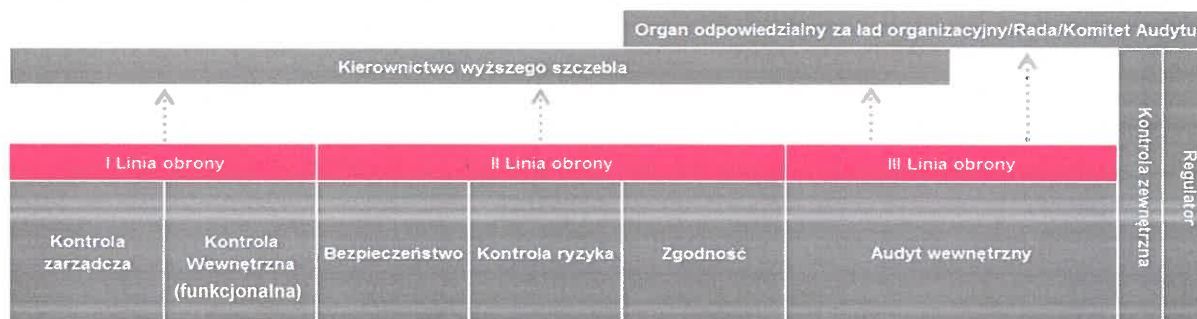 Organ odpowiedzialny za ład organizacyjny/Rada/Komitet Audytu
Kierownictwo wyższego szczebla
I Linia obrony
II Linia obrony
III Linia obrony
Kontrola
zarządcza
Kontrola
Wewnętrzna
(funkcjonalna)
Bezpieczeństwo
Kontrola ryzyka
Zgodność
Audyt wewnętrzny
Kontrola zewnętrzna
Regulator